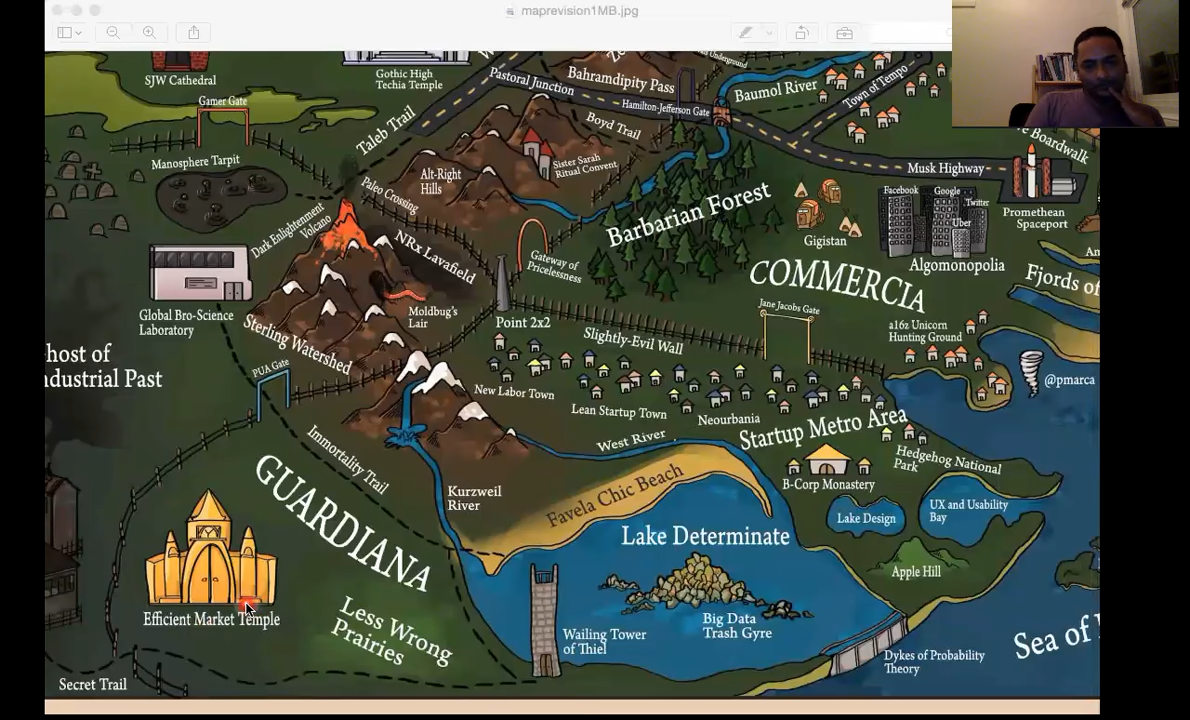 maprevision1MB.jpg
SJW Cathedral
Gothic High
Techia Temple
Pastoral Junction
Bahramdipity Pass
Underground
Baumol River
Town of Tempo
Gamer Gate
Taleb Trail
Hamilton-Jefferson Gate
Boyd Trail
Boardwalk
Manosphere Tarpit
Alt-Right
Hills
Sister Sarah
Ritual Convent
Musk Highway
Paleo Crossing
Barbarian Forest
Facebook
Google
Twitter
Uber
Promethean
Spaceport
Dark Enlightenment
Volcano
NRx Lavafield
Gateway of
Pricelessness
Gigistan
Algomonopolia
COMMERCIA
Fjords of
Global Bro-Science
Laboratory
Moldbug's
Lair
Point 2x2
Jane Jacobs Gate
Slightly-Evil Wall
a16z Unicorn
Hunting Ground
Sterling Watershed
host of
ndustrial Past
PUA Gate
@pmarca
New Labor Town
Lean Startup Town
Neourbania
Startup Metro Area
West River
Immortality Trail
Hedgehog National
Park
B-Corp Monastery
GUARDIANA
Kurzweil
River
Favela Chic Beach
Lake Design
UX and Usability
Bay
Lake Determinate
Apple Hill
Efficient Market Temple
Less Wrong
Prairies
Big Data
Trash Gyre
Wailing Tower
of Thiel
Sea of
Dykes of Probability
Theory
Secret Trail